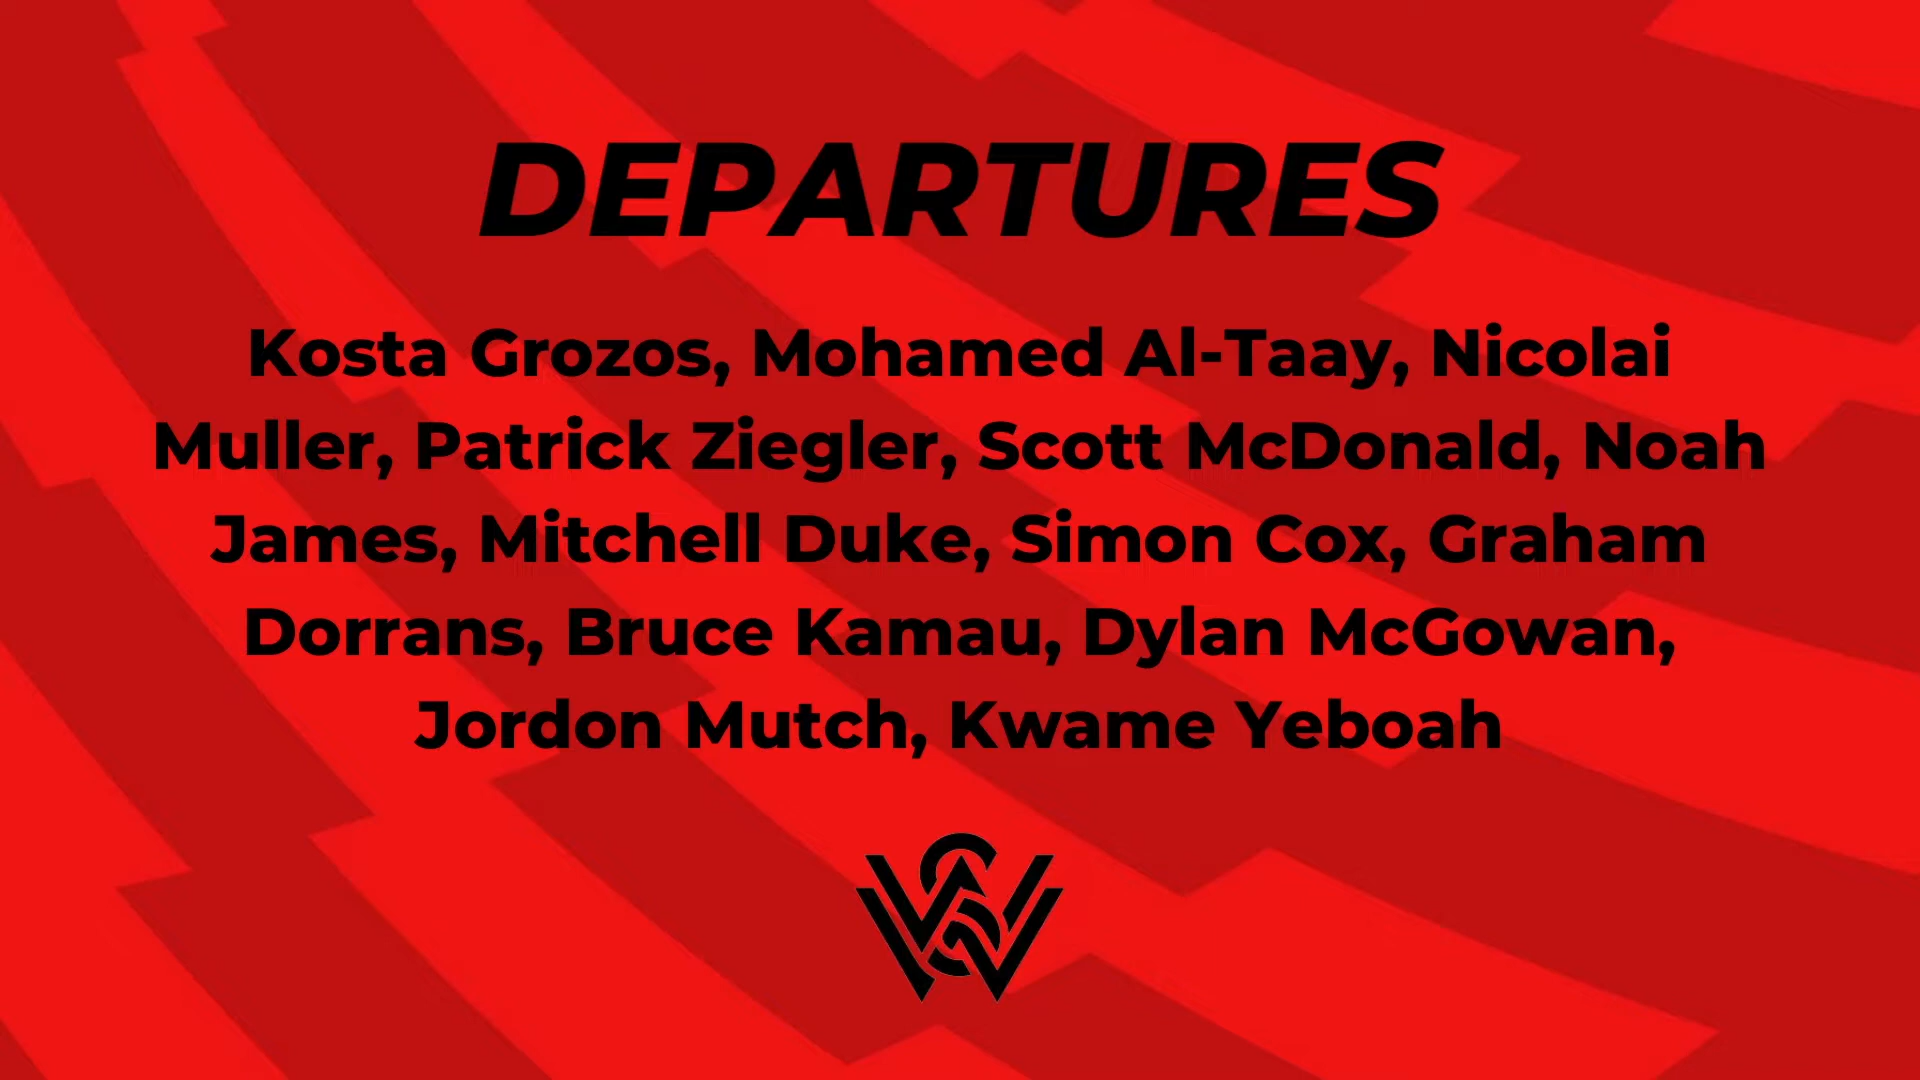 DEPARTURES
Kosta Grozos, Mohamed Al-Taay, Nicolai
Muller, Patrick Ziegler, Scott McDonald, Noah
James, Mitchell Duke, Simon Cox, Graham
Dorrans, Bruce Kamau, Dylan McGowan,
Jordon Mutch, Kwame Yeboah